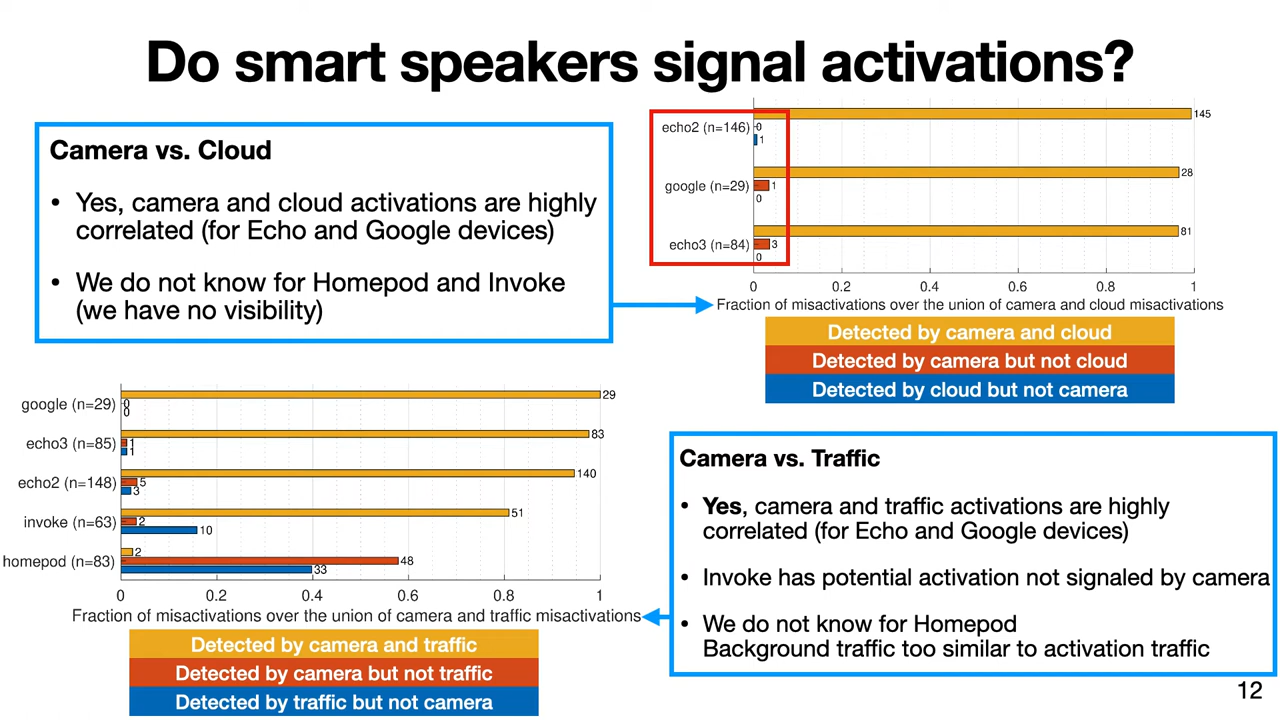 Do smart speakers signal activations?
Camera vs. Cloud
• Yes, camera and cloud activations are highly
correlated (for Echo and Google devices)
• We do not know for Homepod and Invoke
(we have no visibility)
echo2 (n=146)
145
0
1
google (n=29)
28
1
0
echo3 (n=84)
81
3
0
0 0.2 0.4 0.6 0.8 1
Fraction of misactivations over the union of camera and cloud misactivations
Detected by camera and cloud
Detected by camera but not cloud
Detected by cloud but not camera
google (n=29)
29
0
0
echo3 (n=85)
83
1
1
echo2 (n=148)
140
5
3
invoke (n=63)
51
2
10
homepod (n=83)
2
48
33
0 0.2 0.4 0.6 0.8 1
Fraction of misactivations over the union of camera and traffic misactivations
Detected by camera and traffic
Detected by camera but not traffic
Detected by traffic but not camera
Camera vs. Traffic
• Yes, camera and traffic activations are highly
correlated (for Echo and Google devices)
• Invoke has potential activation not signaled by camera
• We do not know for Homepod
Background traffic too similar to activation traffic
12